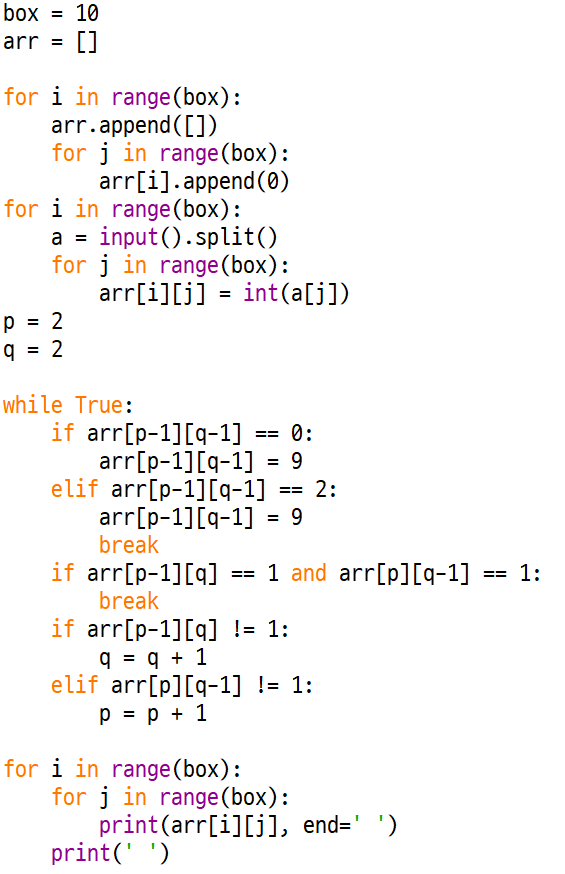 box = 10
arr = []
for i in range(box):
    arr.append([])
    for j in range(box):
        arr[i].append(0)
for i in range(box):
    a = input().split()
    for j in range(box):
        arr[i][j] = int(a[j])
p = 2
q = 2
while True:
    if arr[p-1][q-1] == 0:
        arr[p-1][q-1] = 9
    elif arr[p-1][q-1] == 2:
        arr[p-1][q-1] = 9
        break
    if arr[p-1][q] == 1 and arr[p][q-1] == 1:
        break
    if arr[p-1][q] != 1:
        q = q + 1
    elif arr[p][q-1] != 1:
        p = p + 1
for i in range(box):
    for j in range(box):
        print(arr[i][j], end=' ')
    print(' ')